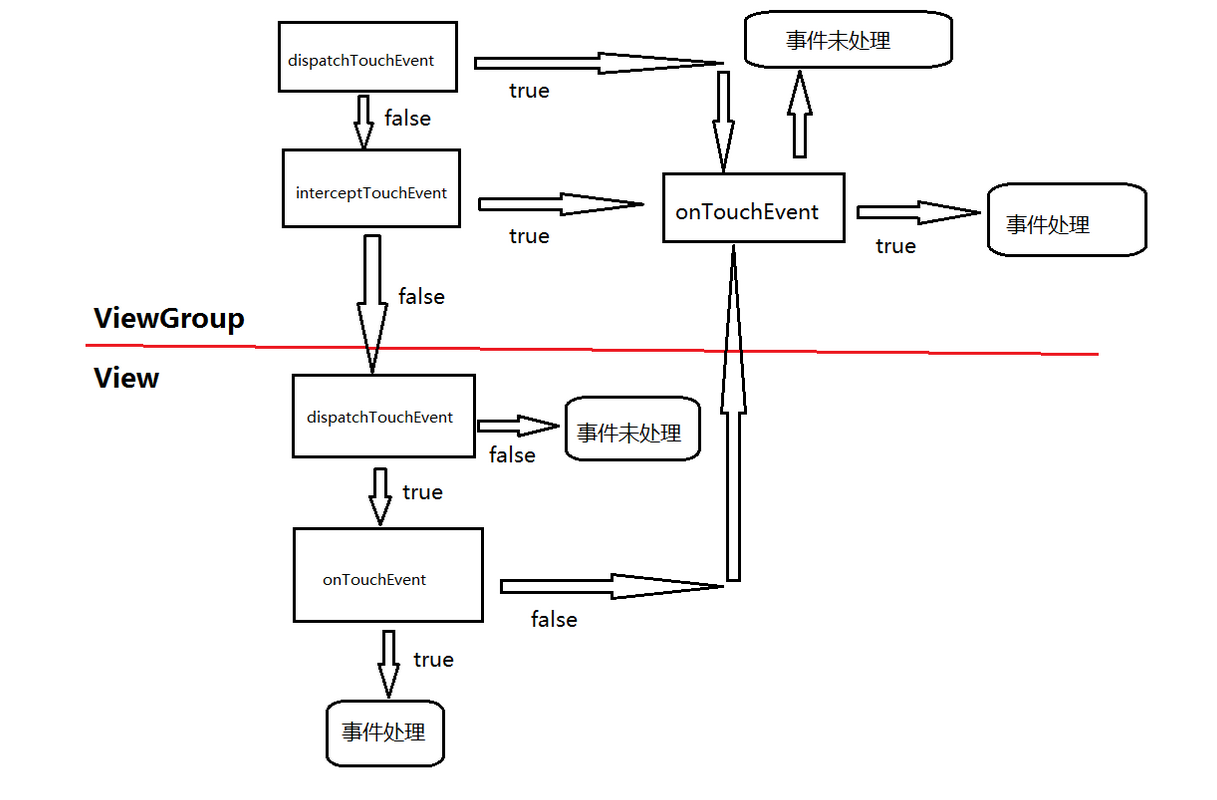 事件未处理
dispatchTouchEvent
true
false
interceptTouchEvent
true
onTouchEvent
true
事件处理
false
ViewGroup
View
dispatchTouchEvent
false
事件未处理
true
onTouchEvent
false
true
事件处理